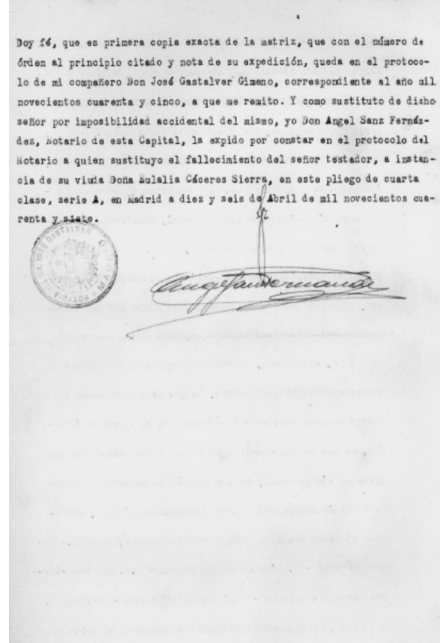 Doy fé, que es primera copia exacta de la matriz, que con el número de
órden al principio citado y nota de su expedición, queda en el protoco-
lo de mi compañero Don José Gastalver Gimeno, correspondiente al año mil
novecientos cuarenta y cinco, a que me remito. Y como sustituto de dicho
señor por imposibilidad accidental del mismo, yo Don Angel Sanz Fernán-
dez, Notario de esta Capital, la expido por constar en el protocolo del
Notario a quien sustituyo el fallecimiento del señor testador, a instan-
cia de su viuda Doña Eulalia Cáceres Sierra, en este pliego de cuarta
clase, serie A, en Madrid a diez y seis de Abril de mil novecientos cua-
renta y siete.
Angel Sanz Fernandez